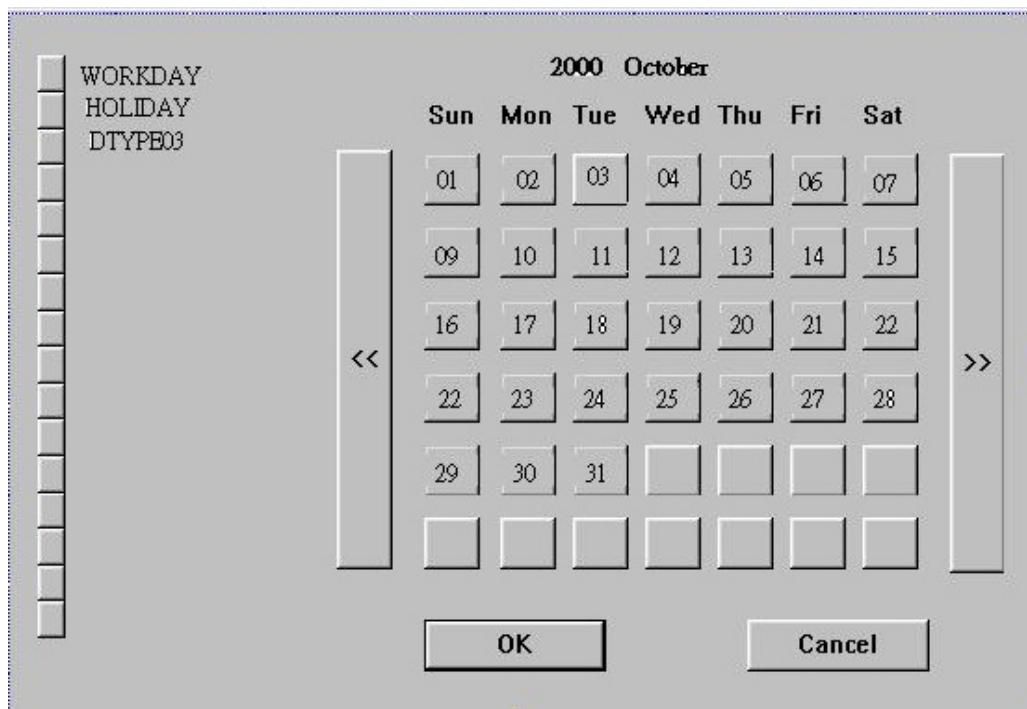 WORKDAY
HOLIDAY
DTYPE03
2000 October
Sun Mon Tue Wed Thu Fri Sat
01 02 03 04 05 06 07
09 10 11 12 13 14 15
16 17 18 19 20 21 22
<< >>
22 23 24 25 26 27 28
29 30 31
OK Cancel